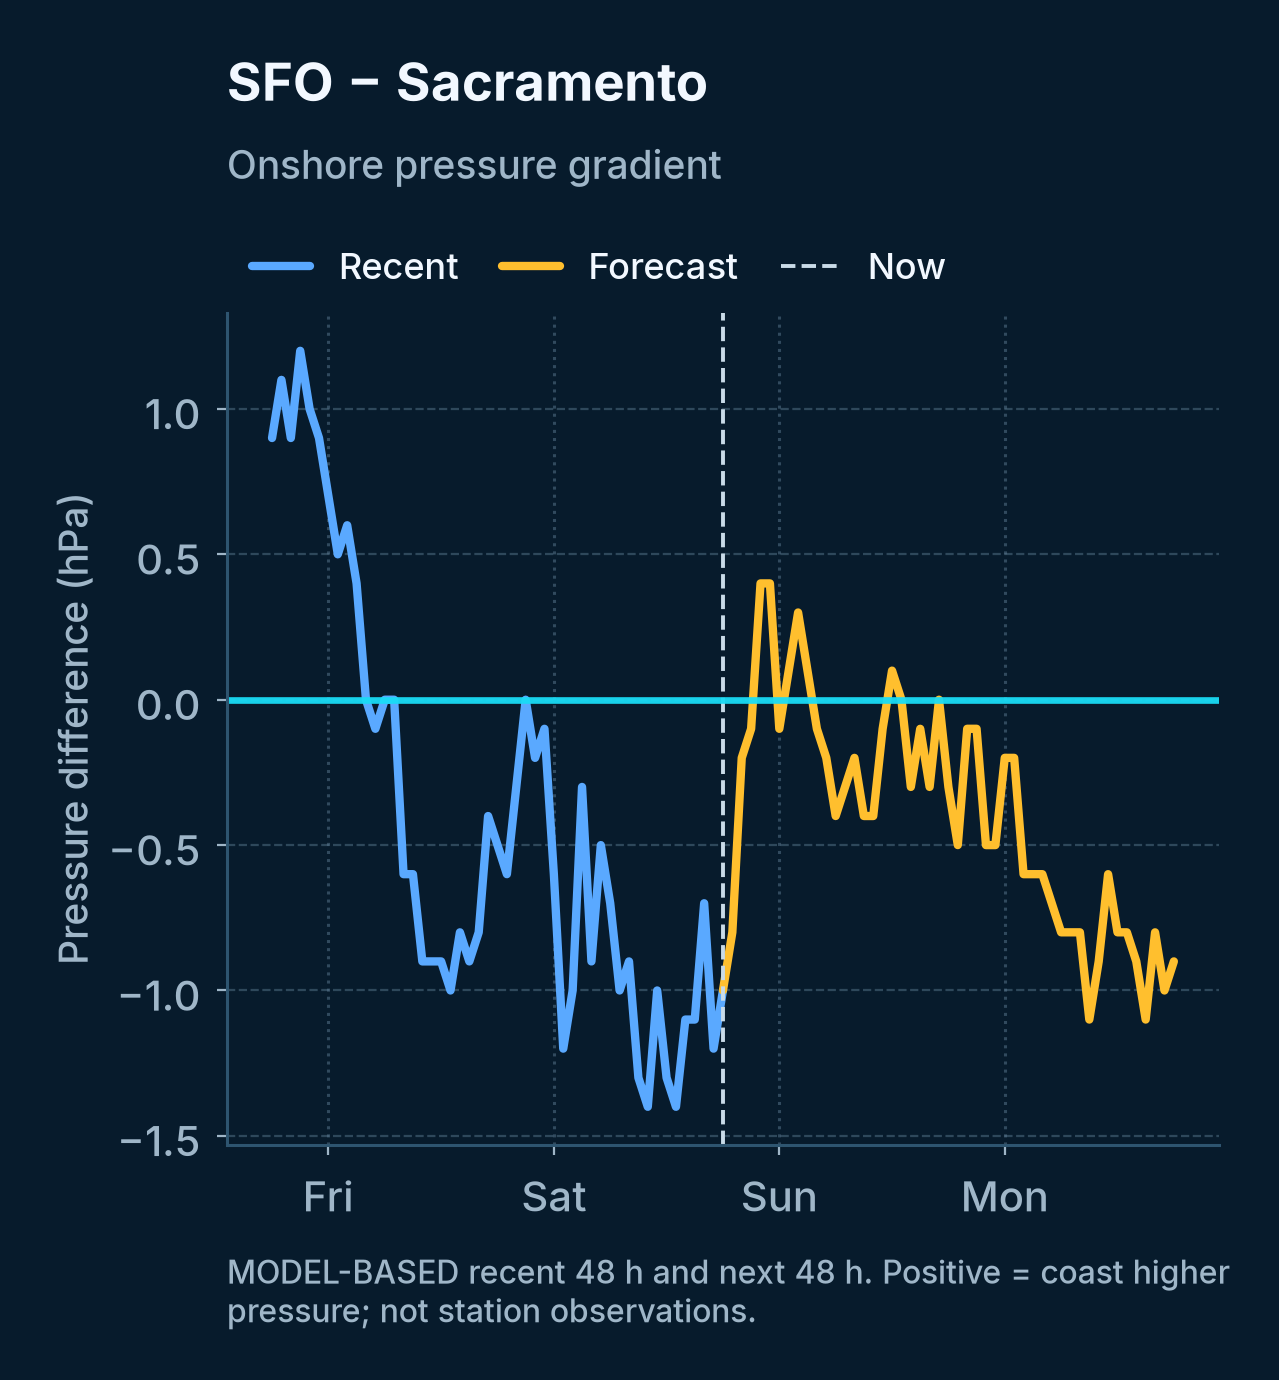 SFO − Sacramento
Onshore pressure gradient
Recent Forecast Now
Pressure difference (hPa)
1.0
0.5
0.0
−0.5
−1.0
−1.5
Fri Sat Sun Mon
MODEL-BASED recent 48 h and next 48 h. Positive = coast higher
pressure; not station observations.